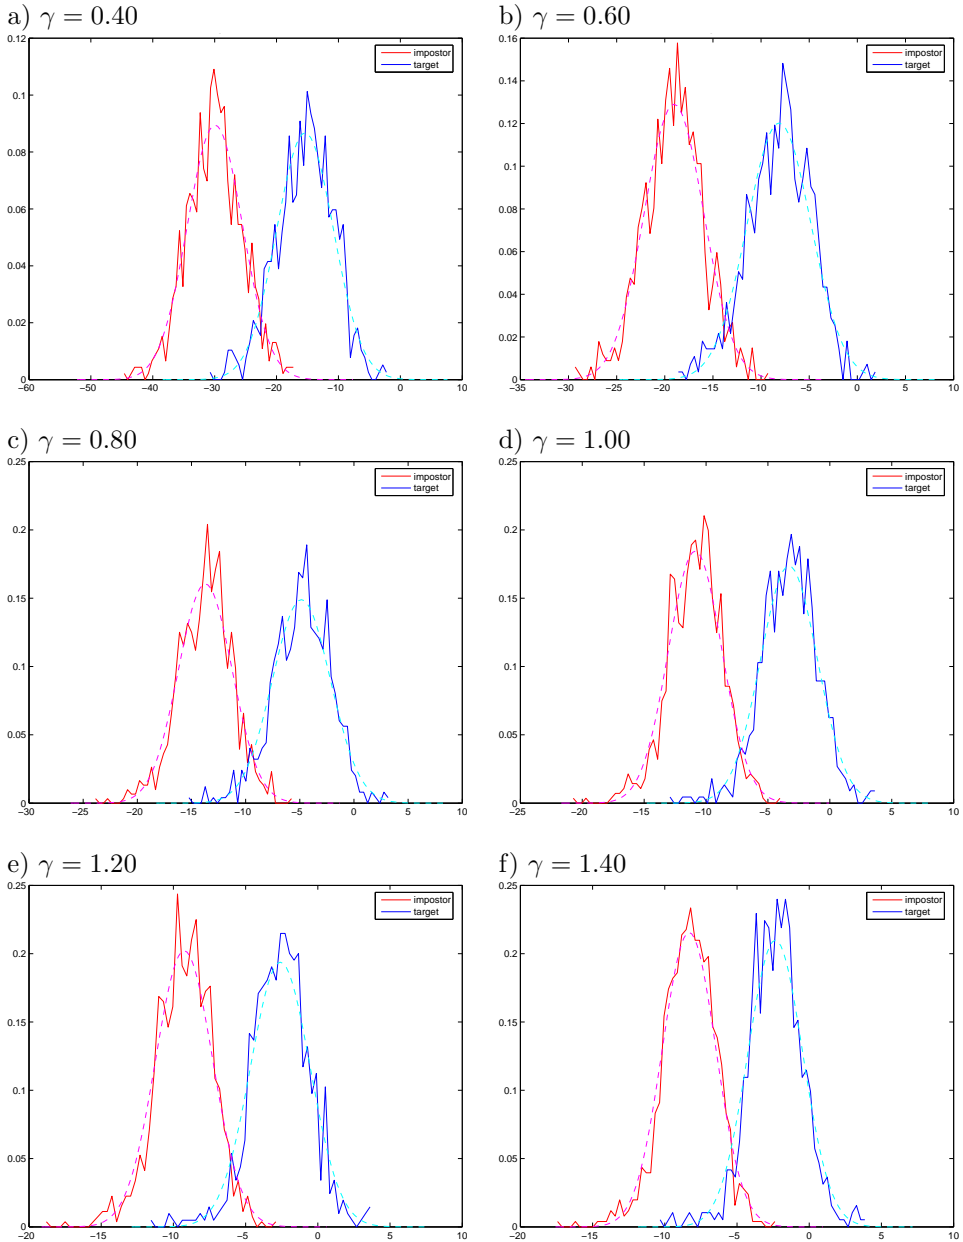 a) γ = 0.40
0.12
0.1
0.08
0.06
0.04
0.02
0
−60 −50 −40 −30 −20 −10 0 10
impostor
target
b) γ = 0.60
0.16
0.14
0.12
0.1
0.08
0.06
0.04
0.02
0
−35 −30 −25 −20 −15 −10 −5 0 5 10
impostor
target
c) γ = 0.80
0.25
0.2
0.15
0.1
0.05
0
−30 −25 −20 −15 −10 −5 0 5 10
impostor
target
d) γ = 1.00
0.25
0.2
0.15
0.1
0.05
0
−25 −20 −15 −10 −5 0 5 10
impostor
target
e) γ = 1.20
0.25
0.2
0.15
0.1
0.05
0
−20 −15 −10 −5 0 5 10
impostor
target
f) γ = 1.40
0.25
0.2
0.15
0.1
0.05
0
−20 −15 −10 −5 0 5 10
impostor
target